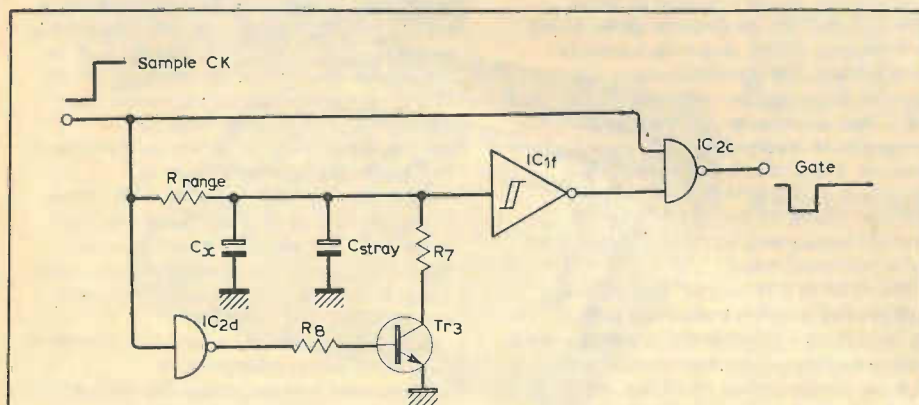 Sample CK
IC1f
IC2c
Gate
R range
Cx
Cstray
R7
IC2d
R8
Tr3